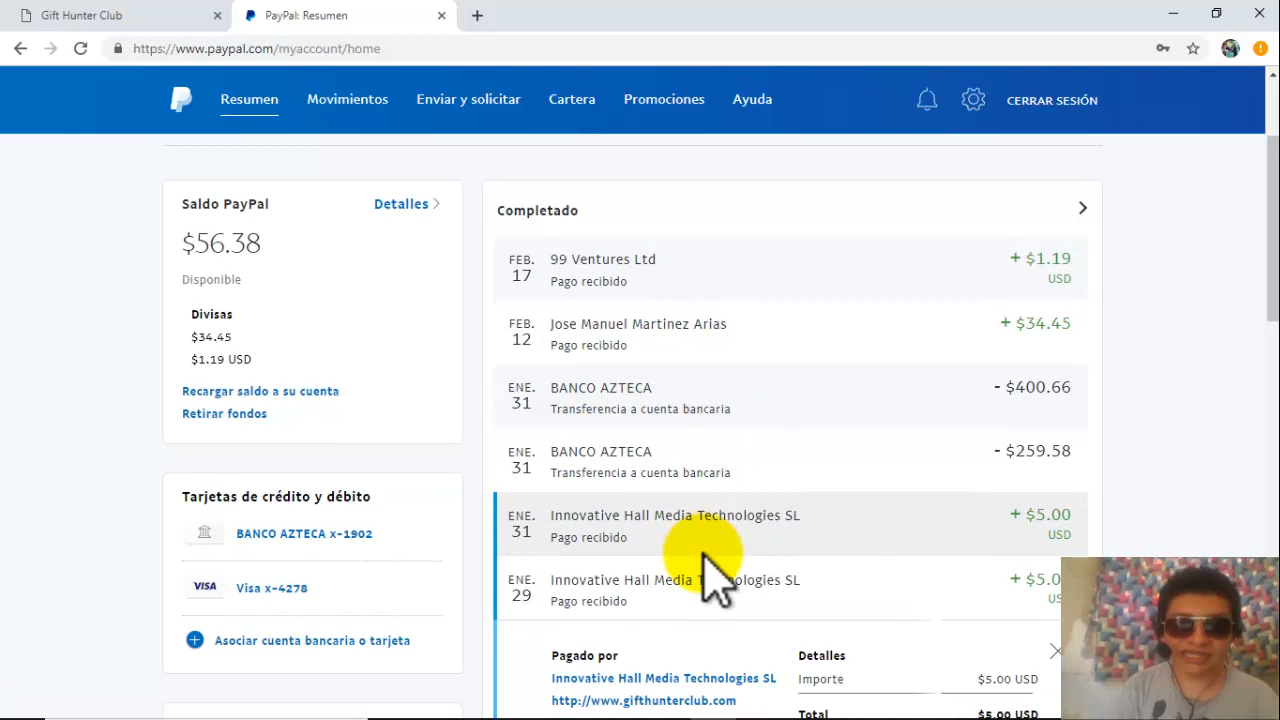 Gift Hunter Club
PayPal: Resumen
https://www.paypal.com/myaccount/home
Resumen Movimientos Enviar y solicitar Cartera Promociones Ayuda CERRAR SESIÓN
Saldo PayPal Detalles
$56.38
Disponible
Divisas
$34.45
$1.19 USD
Recargar saldo a su cuenta
Retirar fondos
Tarjetas de crédito y débito
BANCO AZTECA x-1902
VISA Visa x-4278
Asociar cuenta bancaria o tarjeta
Completado
FEB. 17 99 Ventures Ltd + $1.19
Pago recibido USD
FEB. 12 Jose Manuel Martinez Arias + $34.45
Pago recibido
ENE. 31 BANCO AZTECA - $400.66
Transferencia a cuenta bancaria
ENE. 31 BANCO AZTECA - $259.58
Transferencia a cuenta bancaria
ENE. 31 Innovative Hall Media Technologies SL + $5.00
Pago recibido USD
ENE. 29 Innovative Hall Media + $5.0
Pago recibido
Pagado por
Innovative Hall Media Technologies SL
http://www.gifthunterclub.com
Detalles
Importe $5.00 USD
Total $5.00 USD